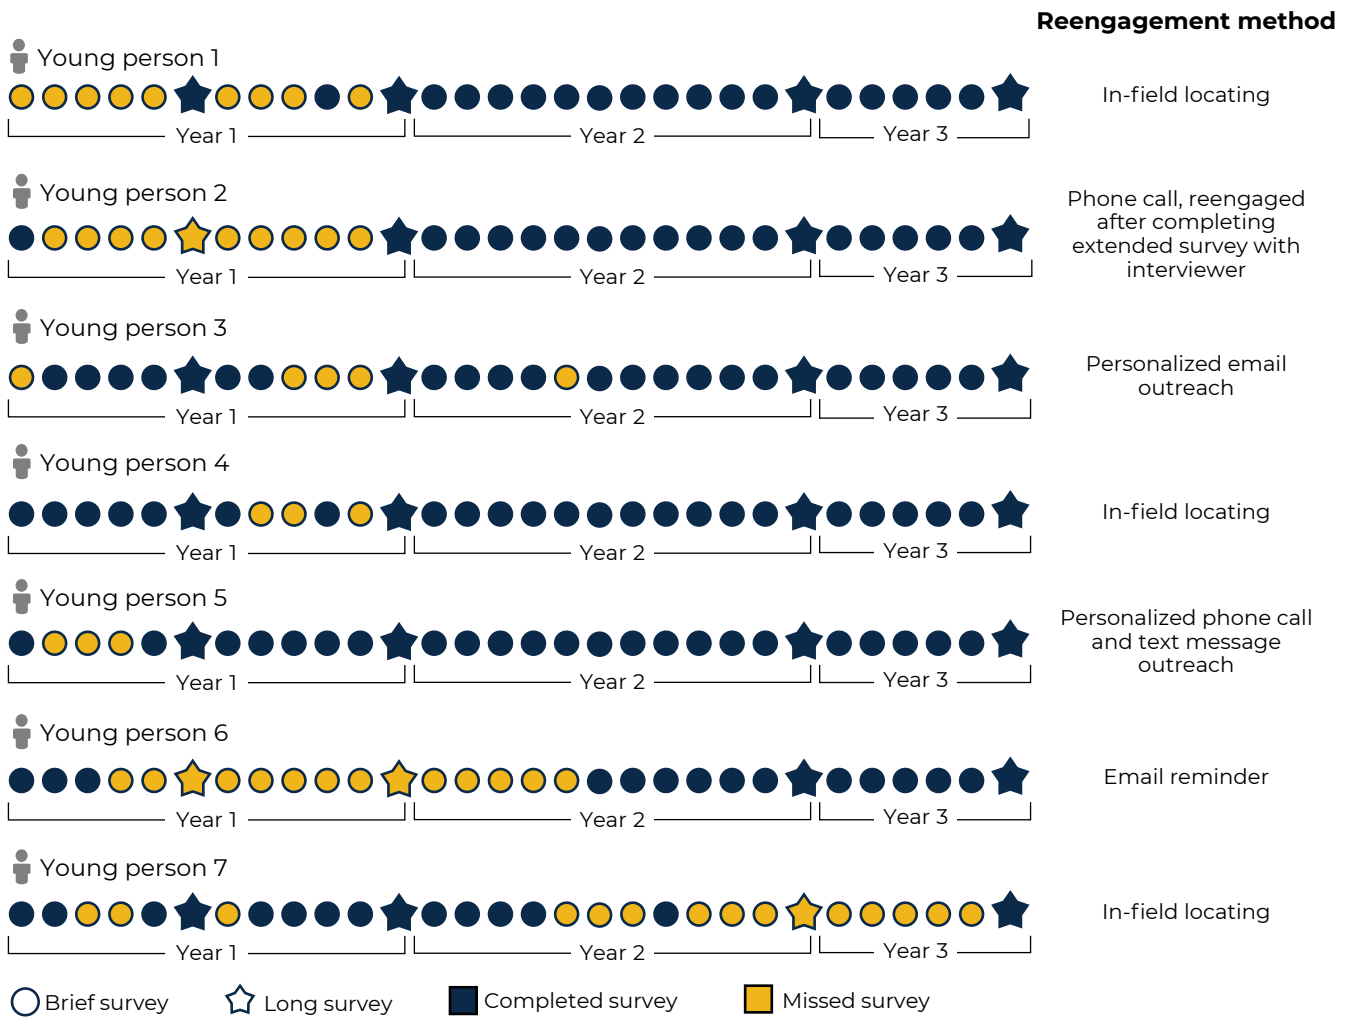 Reengagement method
Young person 1
In-field locating
Year 1
Year 2
Year 3
Young person 2
Phone call, reengaged
after completing
extended survey with
interviewer
Year 1
Year 2
Year 3
Young person 3
Personalized email
outreach
Year 1
Year 2
Year 3
Young person 4
In-field locating
Year 1
Year 2
Year 3
Young person 5
Personalized phone call
and text message
outreach
Year 1
Year 2
Year 3
Young person 6
Email reminder
Year 1
Year 2
Year 3
Young person 7
In-field locating
Year 1
Year 2
Year 3
Brief survey
Long survey
Completed survey
Missed survey